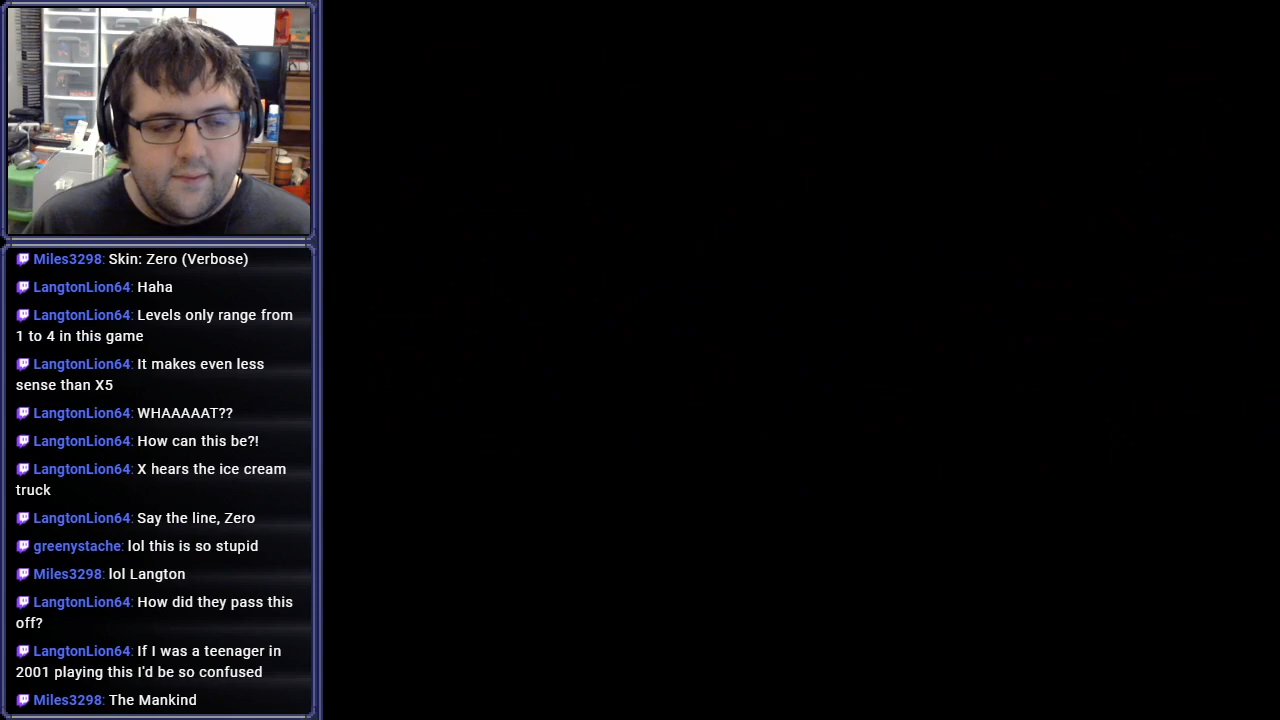 Miles3298: Skin: Zero (Verbose)
LangtonLion64: Haha
LangtonLion64: Levels only range from
1 to 4 in this game
LangtonLion64: It makes even less
sense than X5
LangtonLion64: WHAAAAAT??
LangtonLion64: How can this be?!
LangtonLion64: X hears the ice cream
truck
LangtonLion64: Say the line, Zero
greenystache: lol this is so stupid
Miles3298: lol Langton
LangtonLion64: How did they pass this
off?
LangtonLion64: If I was a teenager in
2001 playing this I'd be so confused
Miles3298: The Mankind